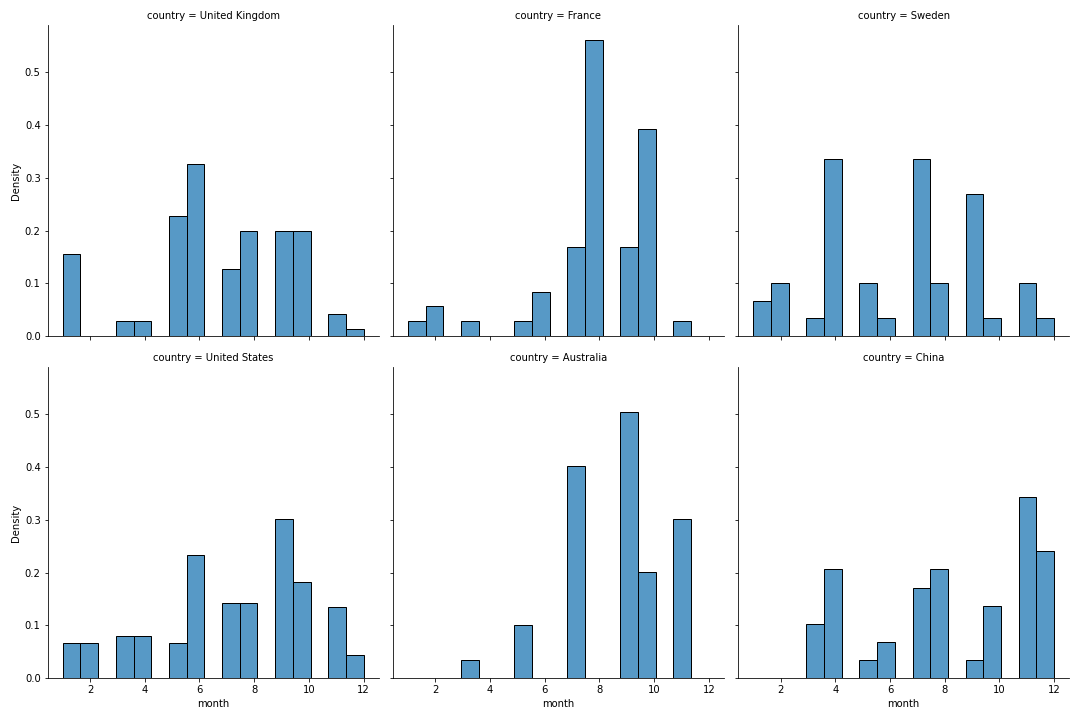 country = United Kingdom
country = France
country = Sweden
0.5
0.4
0.3
0.2
0.1
0.0
Density
country = United States
country = Australia
country = China
0.5
0.4
0.3
0.2
0.1
0.0
Density
2 4 6 8 10 12
2 4 6 8 10 12
2 4 6 8 10 12
month
month
month